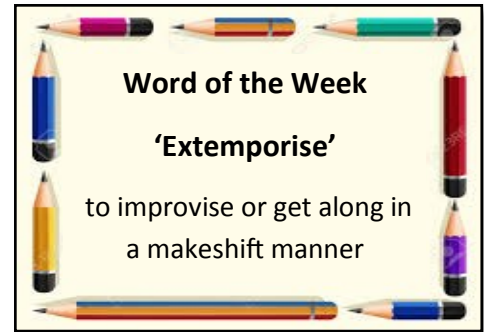 Word of the Week
‘Extemporise’
to improvise or get along in
a makeshift manner